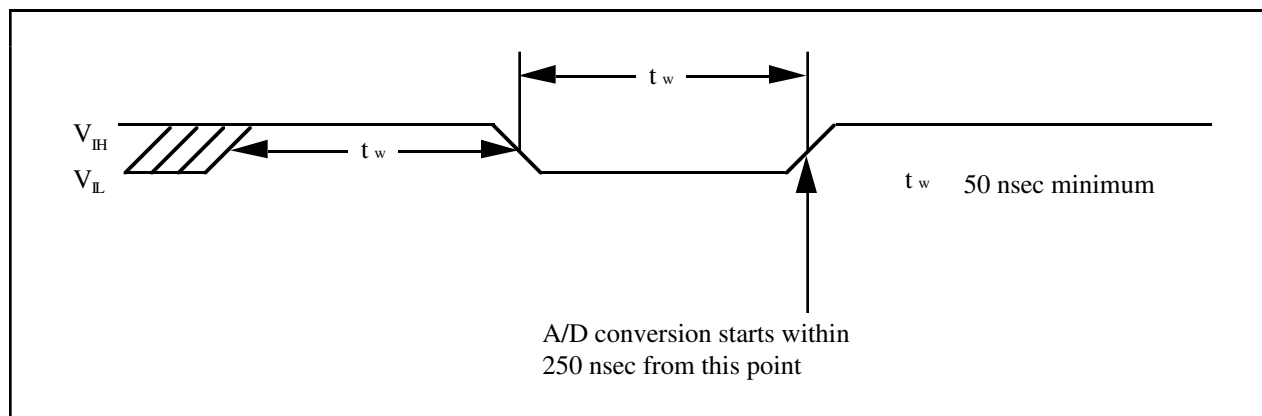 t w
V IH
t w
V IL
t w 50 nsec minimum
A/D conversion starts within
250 nsec from this point